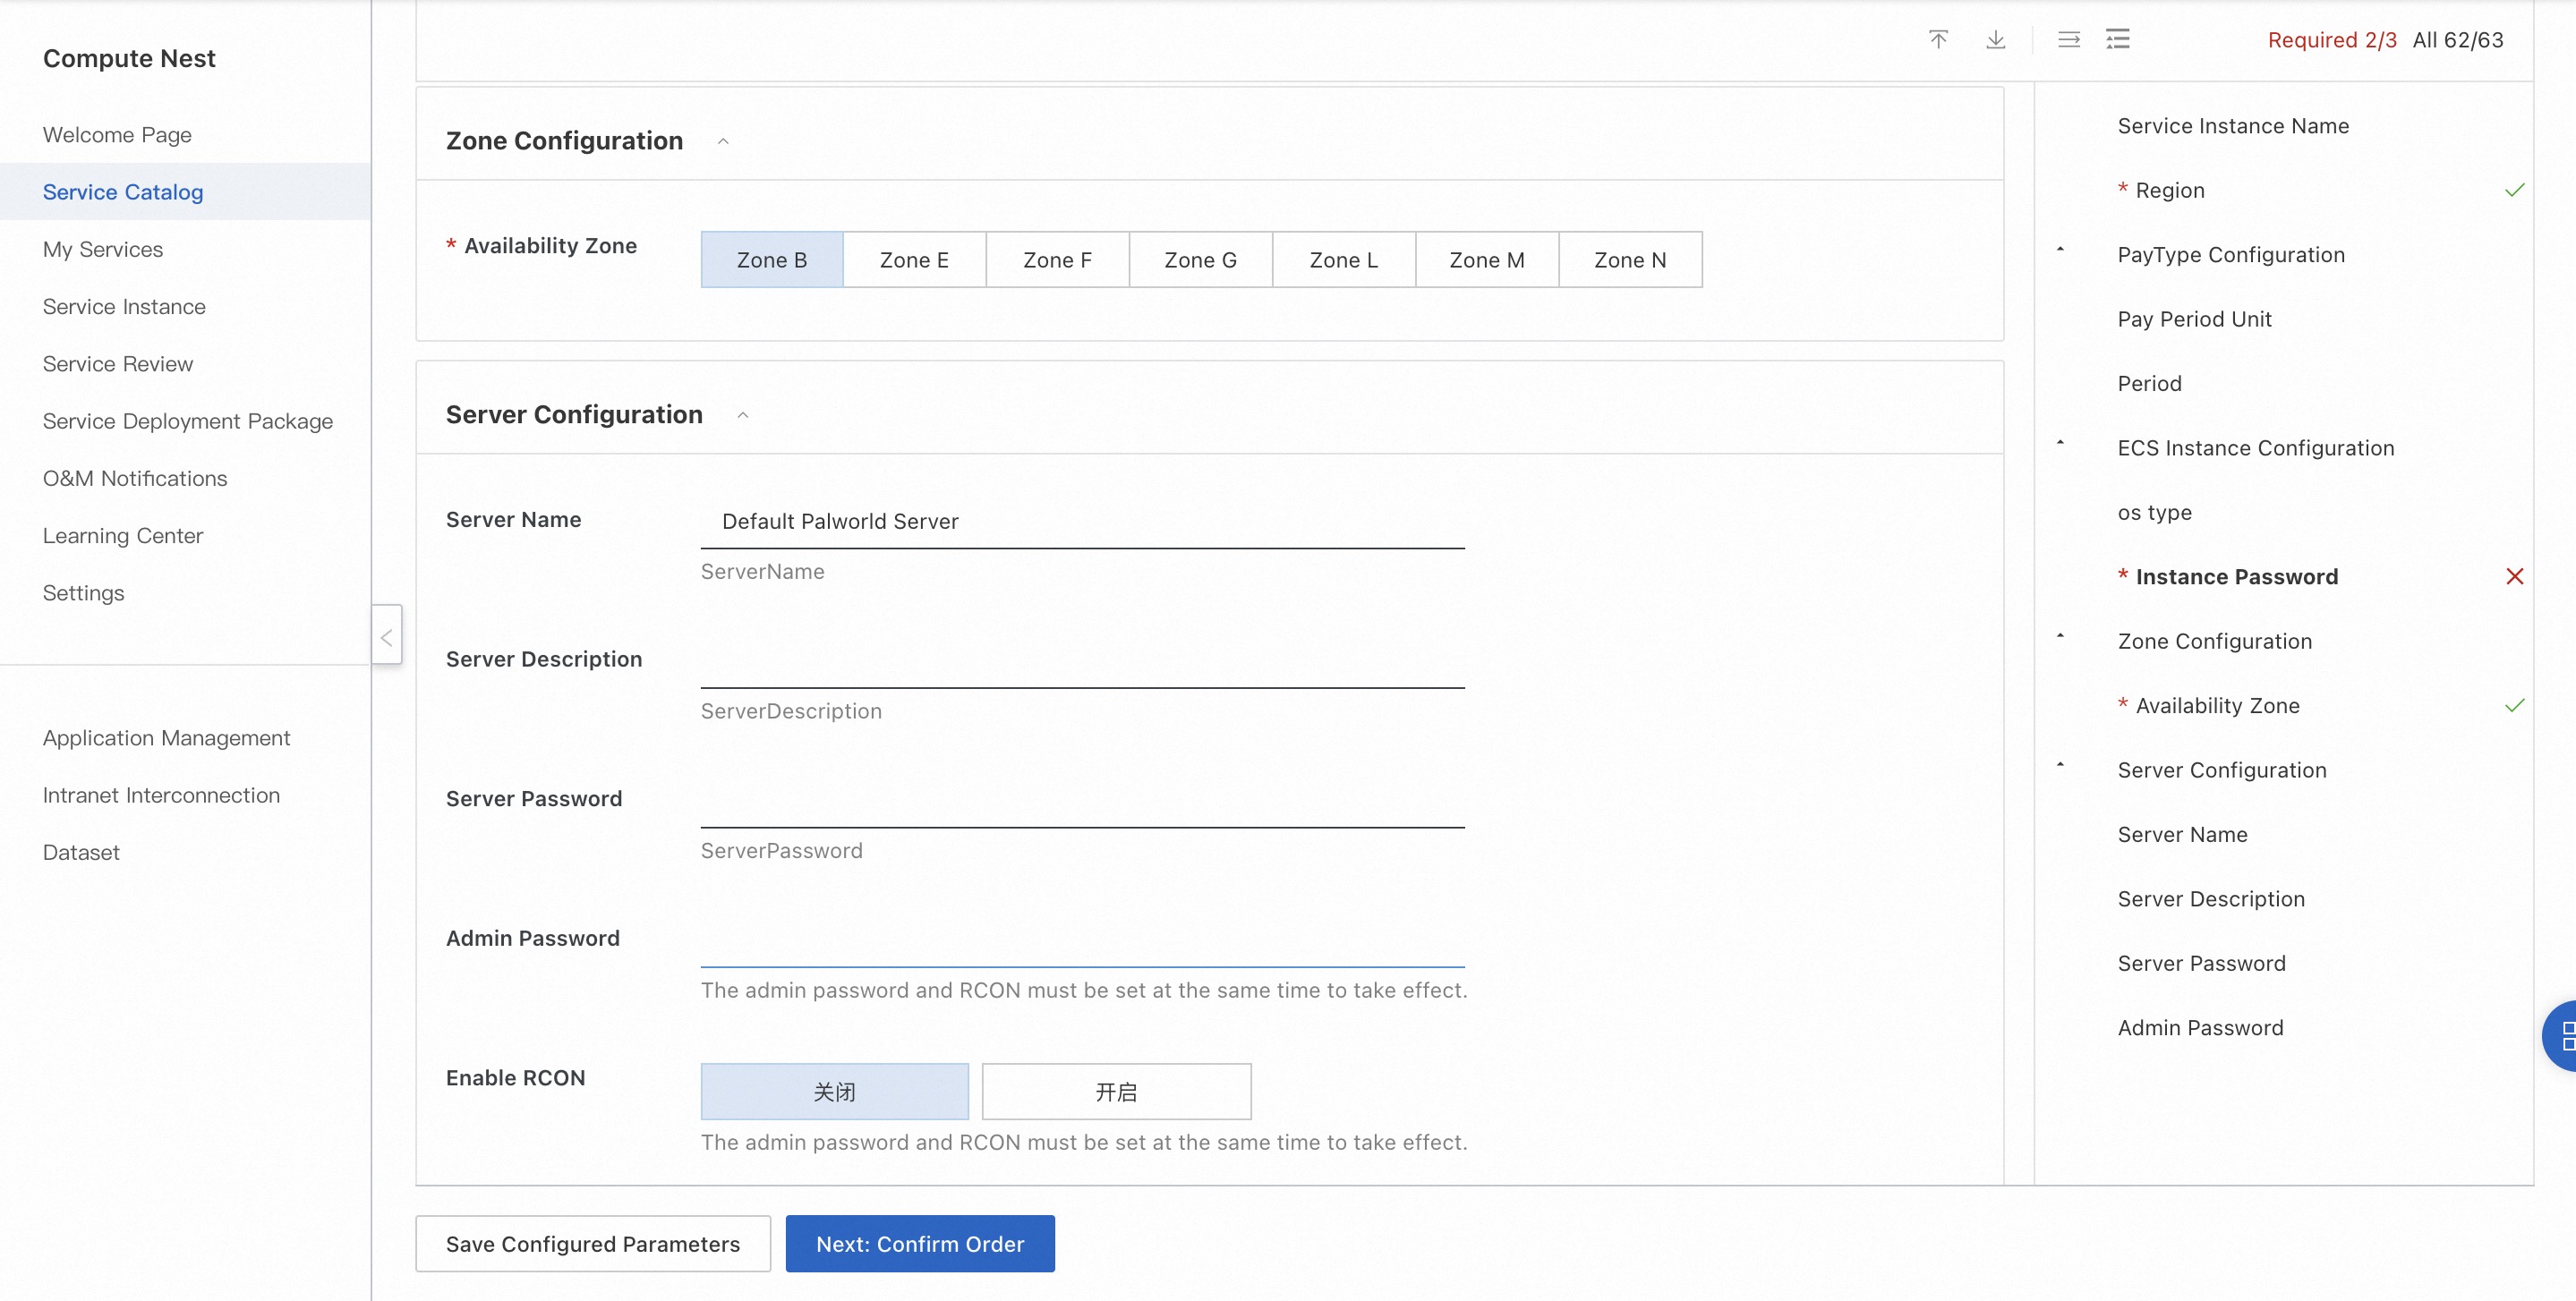 Compute Nest
Welcome Page
Service Catalog
My Services
Service Instance
Service Review
Service Deployment Package
O&M Notifications
Learning Center
Settings
Application Management
Intranet Interconnection
Dataset
Required 2/3 All 62/63
Zone Configuration
* Availability Zone
Zone B Zone E Zone F Zone G Zone L Zone M Zone N
Server Configuration
Server Name
Default Palworld Server
ServerName
Server Description
ServerDescription
Server Password
ServerPassword
Admin Password
The admin password and RCON must be set at the same time to take effect.
Enable RCON
关闭 开启
The admin password and RCON must be set at the same time to take effect.
Save Configured Parameters
Next: Confirm Order
Service Instance Name
* Region
PayType Configuration
Pay Period Unit
Period
ECS Instance Configuration
os type
* Instance Password
Zone Configuration
* Availability Zone
Server Configuration
Server Name
Server Description
Server Password
Admin Password